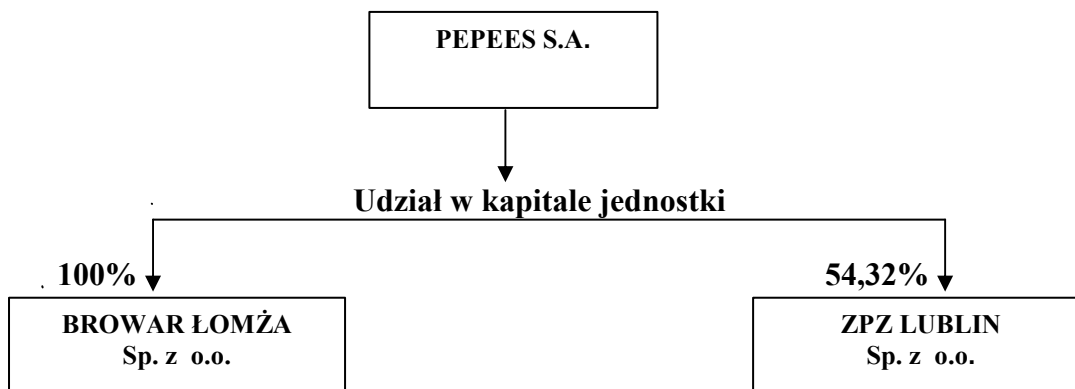 PEPEES S.A.
Udział w kapitale jednostki
100%
54,32%
BROWAR ŁOMŻA
Sp. z o.o.
ZPZ LUBLIN
Sp. z o.o.